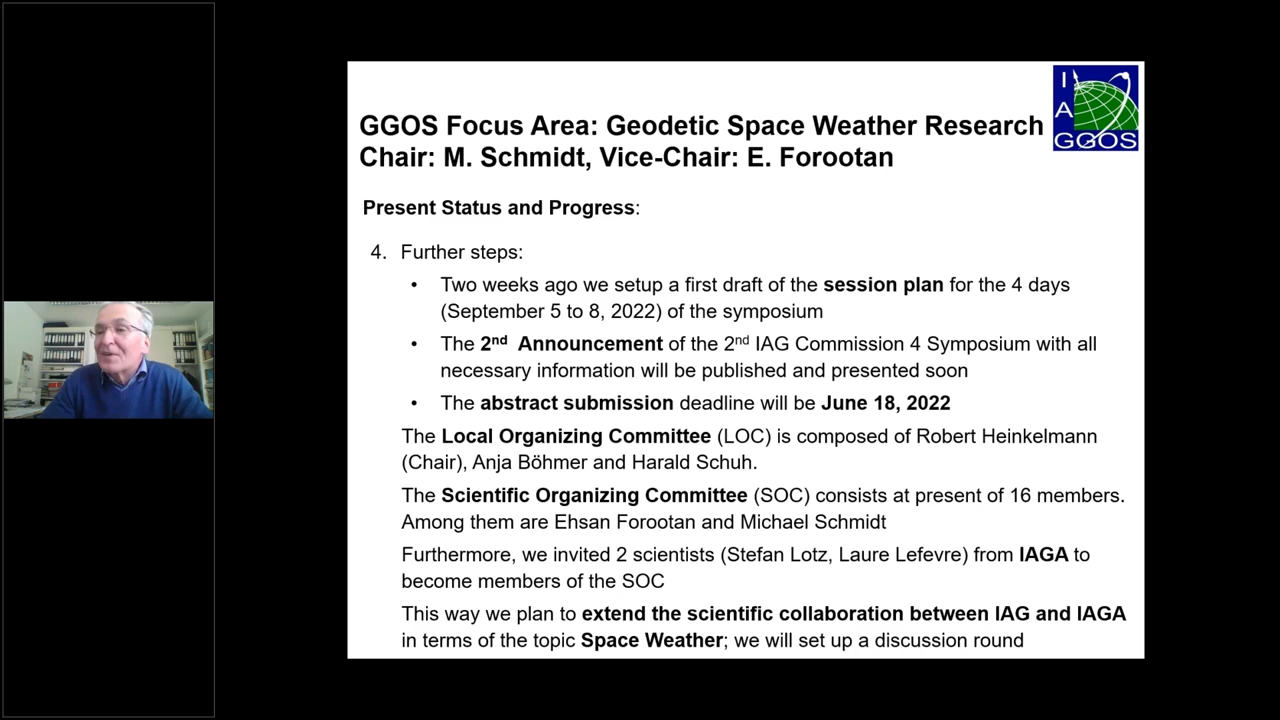 I
A
GGOS
GGOS Focus Area: Geodetic Space Weather Research
Chair: M. Schmidt, Vice-Chair: E. Forootan
Present Status and Progress:
4. Further steps:
• Two weeks ago we setup a first draft of the session plan for the 4 days
(September 5 to 8, 2022) of the symposium
• The 2nd Announcement of the 2nd IAG Commission 4 Symposium with all
necessary information will be published and presented soon
• The abstract submission deadline will be June 18, 2022
The Local Organizing Committee (LOC) is composed of Robert Heinkelmann
(Chair), Anja Böhmer and Harald Schuh.
The Scientific Organizing Committee (SOC) consists at present of 16 members.
Among them are Ehsan Forootan and Michael Schmidt
Furthermore, we invited 2 scientists (Stefan Lotz, Laure Lefevre) from IAGA to
become members of the SOC
This way we plan to extend the scientific collaboration between IAG and IAGA
in terms of the topic Space Weather; we will set up a discussion round